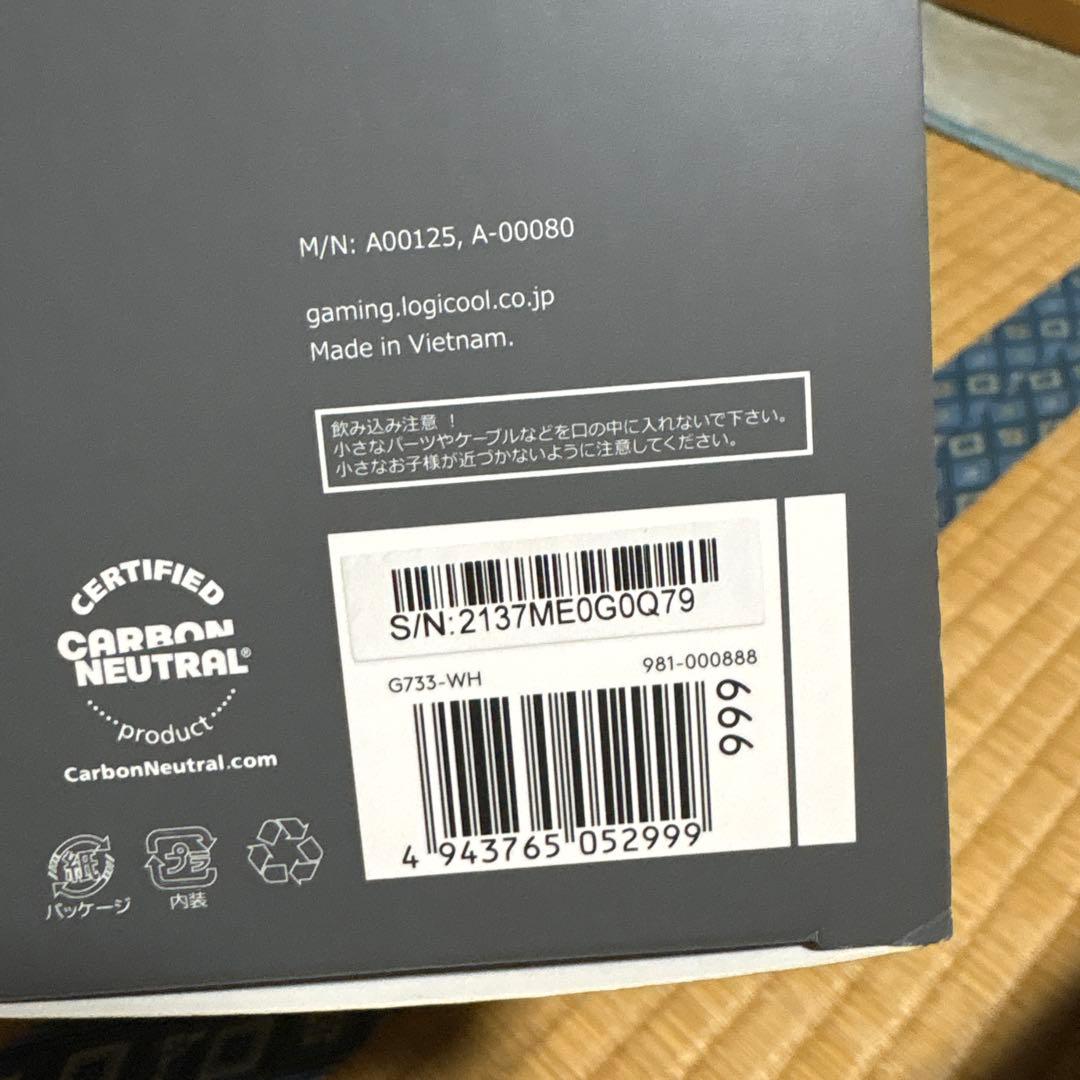 M/N: A00125, A-00080
gaming.logicool.co.jp
Made in Vietnam.
飲み込み注意 !
小さなパーツやケーブルなどを口の中に入れないで下さい。
小さなお子様が近づかないように注意してください。
S/N:2137ME0G0Q79
G733-WH 981-000888
999
4 943765 052999
CERTIFIED
CARBON
NEUTRAL®
product
CarbonNeutral.com
紙
パッケージ
プラ
内装